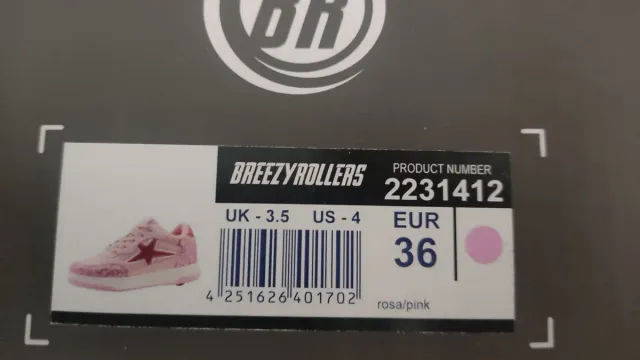 BR
BREEZYROLLERS
PRODUCT NUMBER
2231412
UK - 3.5 US - 4 EUR
36
4 251626 401702
rosa/pink